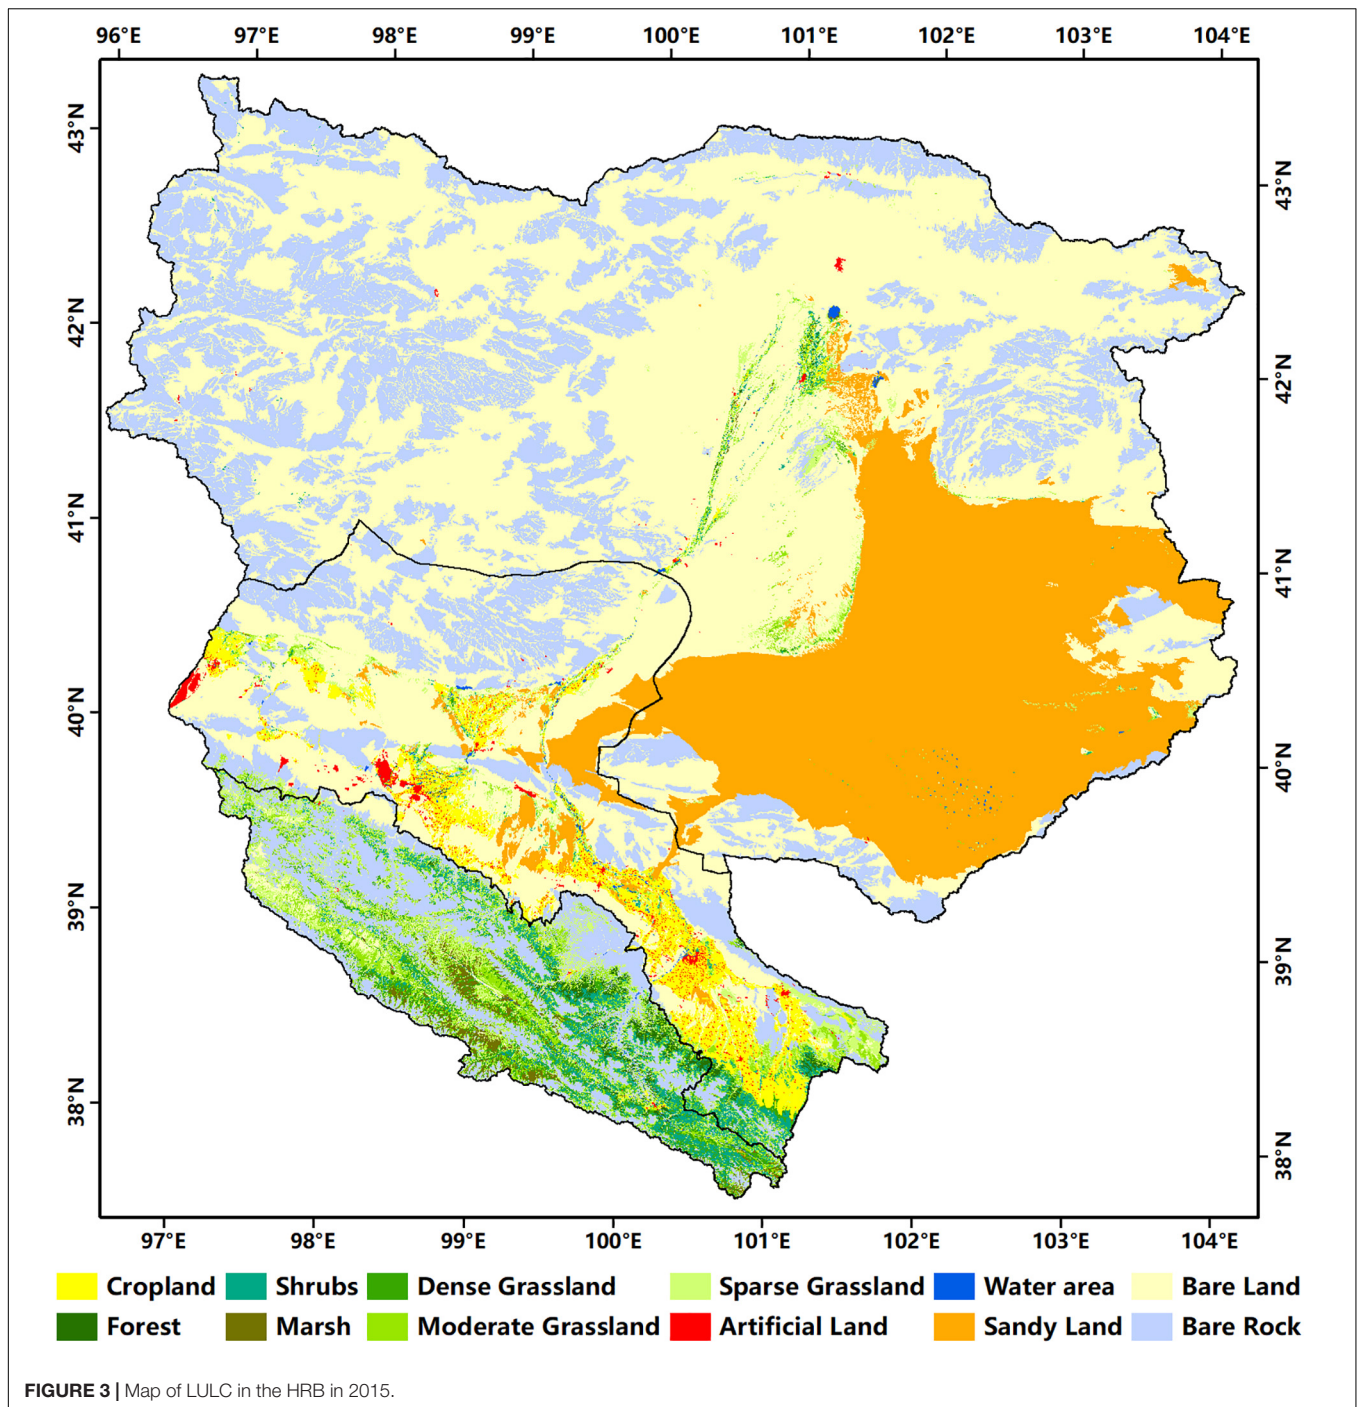 96°E 97°E 98°E 99°E 100°E 101°E 102°E 103°E 104°E
43°N
43°N
42°N
42°N
41°N
41°N
40°N
40°N
39°N
39°N
38°N
38°N
97°E 98°E 99°E 100°E 101°E 102°E 103°E 104°E
Cropland Shrubs Dense Grassland Sparse Grassland Water area Bare Land
Forest Marsh Moderate Grassland Artificial Land Sandy Land Bare Rock
FIGURE 3 | Map of LULC in the HRB in 2015.